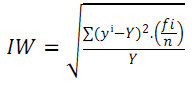 IW = √(∑(yⁱ−Y)².(fi/n)/Y)